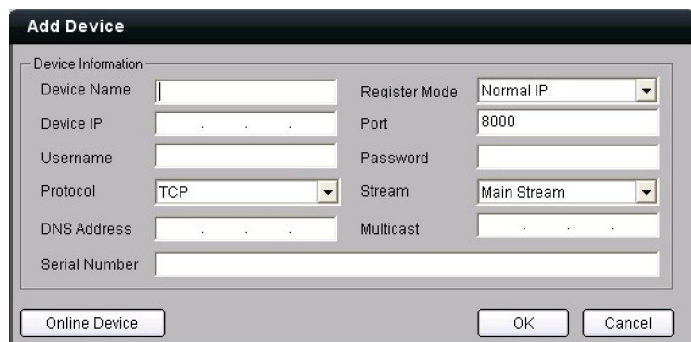 Add Device
Device Information
Device Name Register Mode Normal IP
Device IP . . . Port 8000
Username Password
Protocol TCP Stream Main Stream
DNS Address . . . Multicast . . .
Serial Number
Online Device OK Cancel